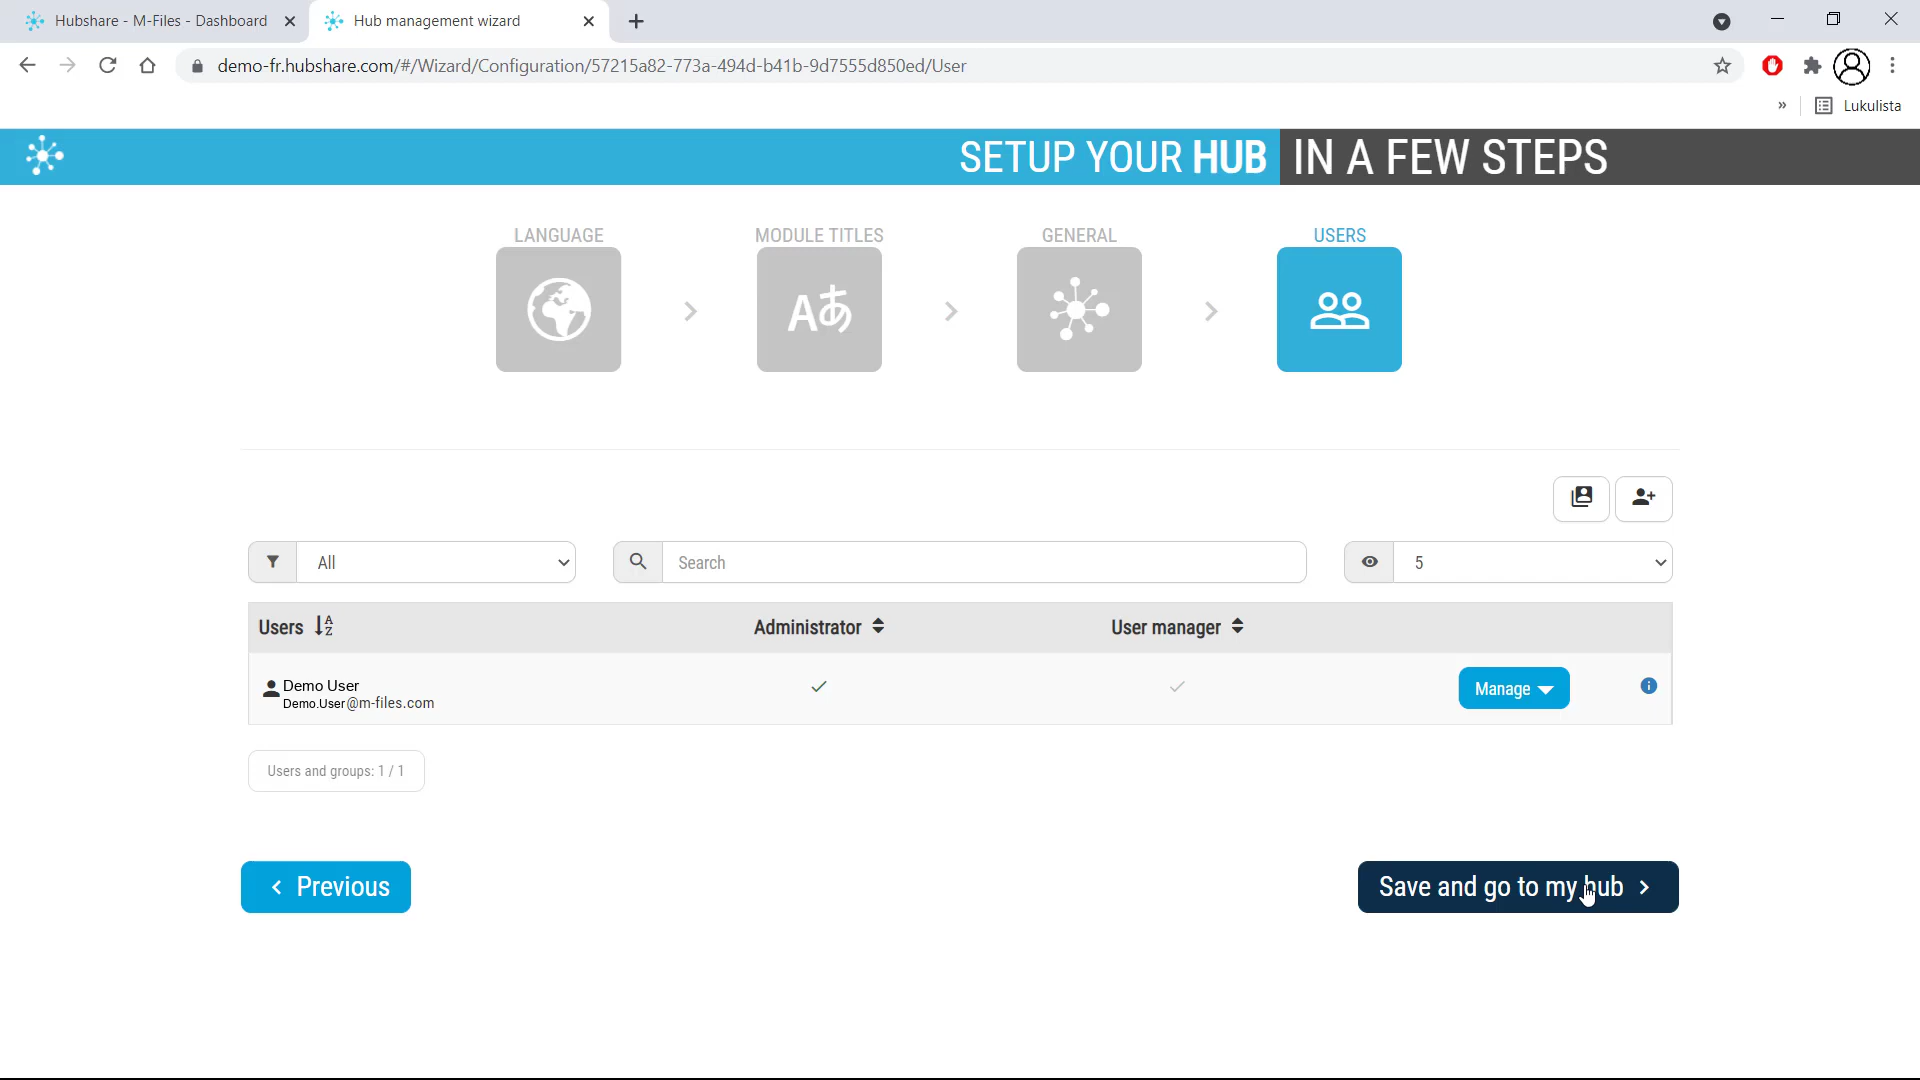 Hubshare - M-Files - Dashboard
Hub management wizard
demo-fr.hubshare.com/#/Wizard/Configuration/57215a82-773a-494d-b41b-9d7555d850ed/User
» Lukulista
SETUP YOUR HUB IN A FEW STEPS
LANGUAGE
MODULE TITLES
GENERAL
USERS
Aあ
All
Search
5
Users
Administrator
User manager
Demo User
Demo.User@m-files.com
Manage
Users and groups: 1 / 1
Previous
Save and go to my hub